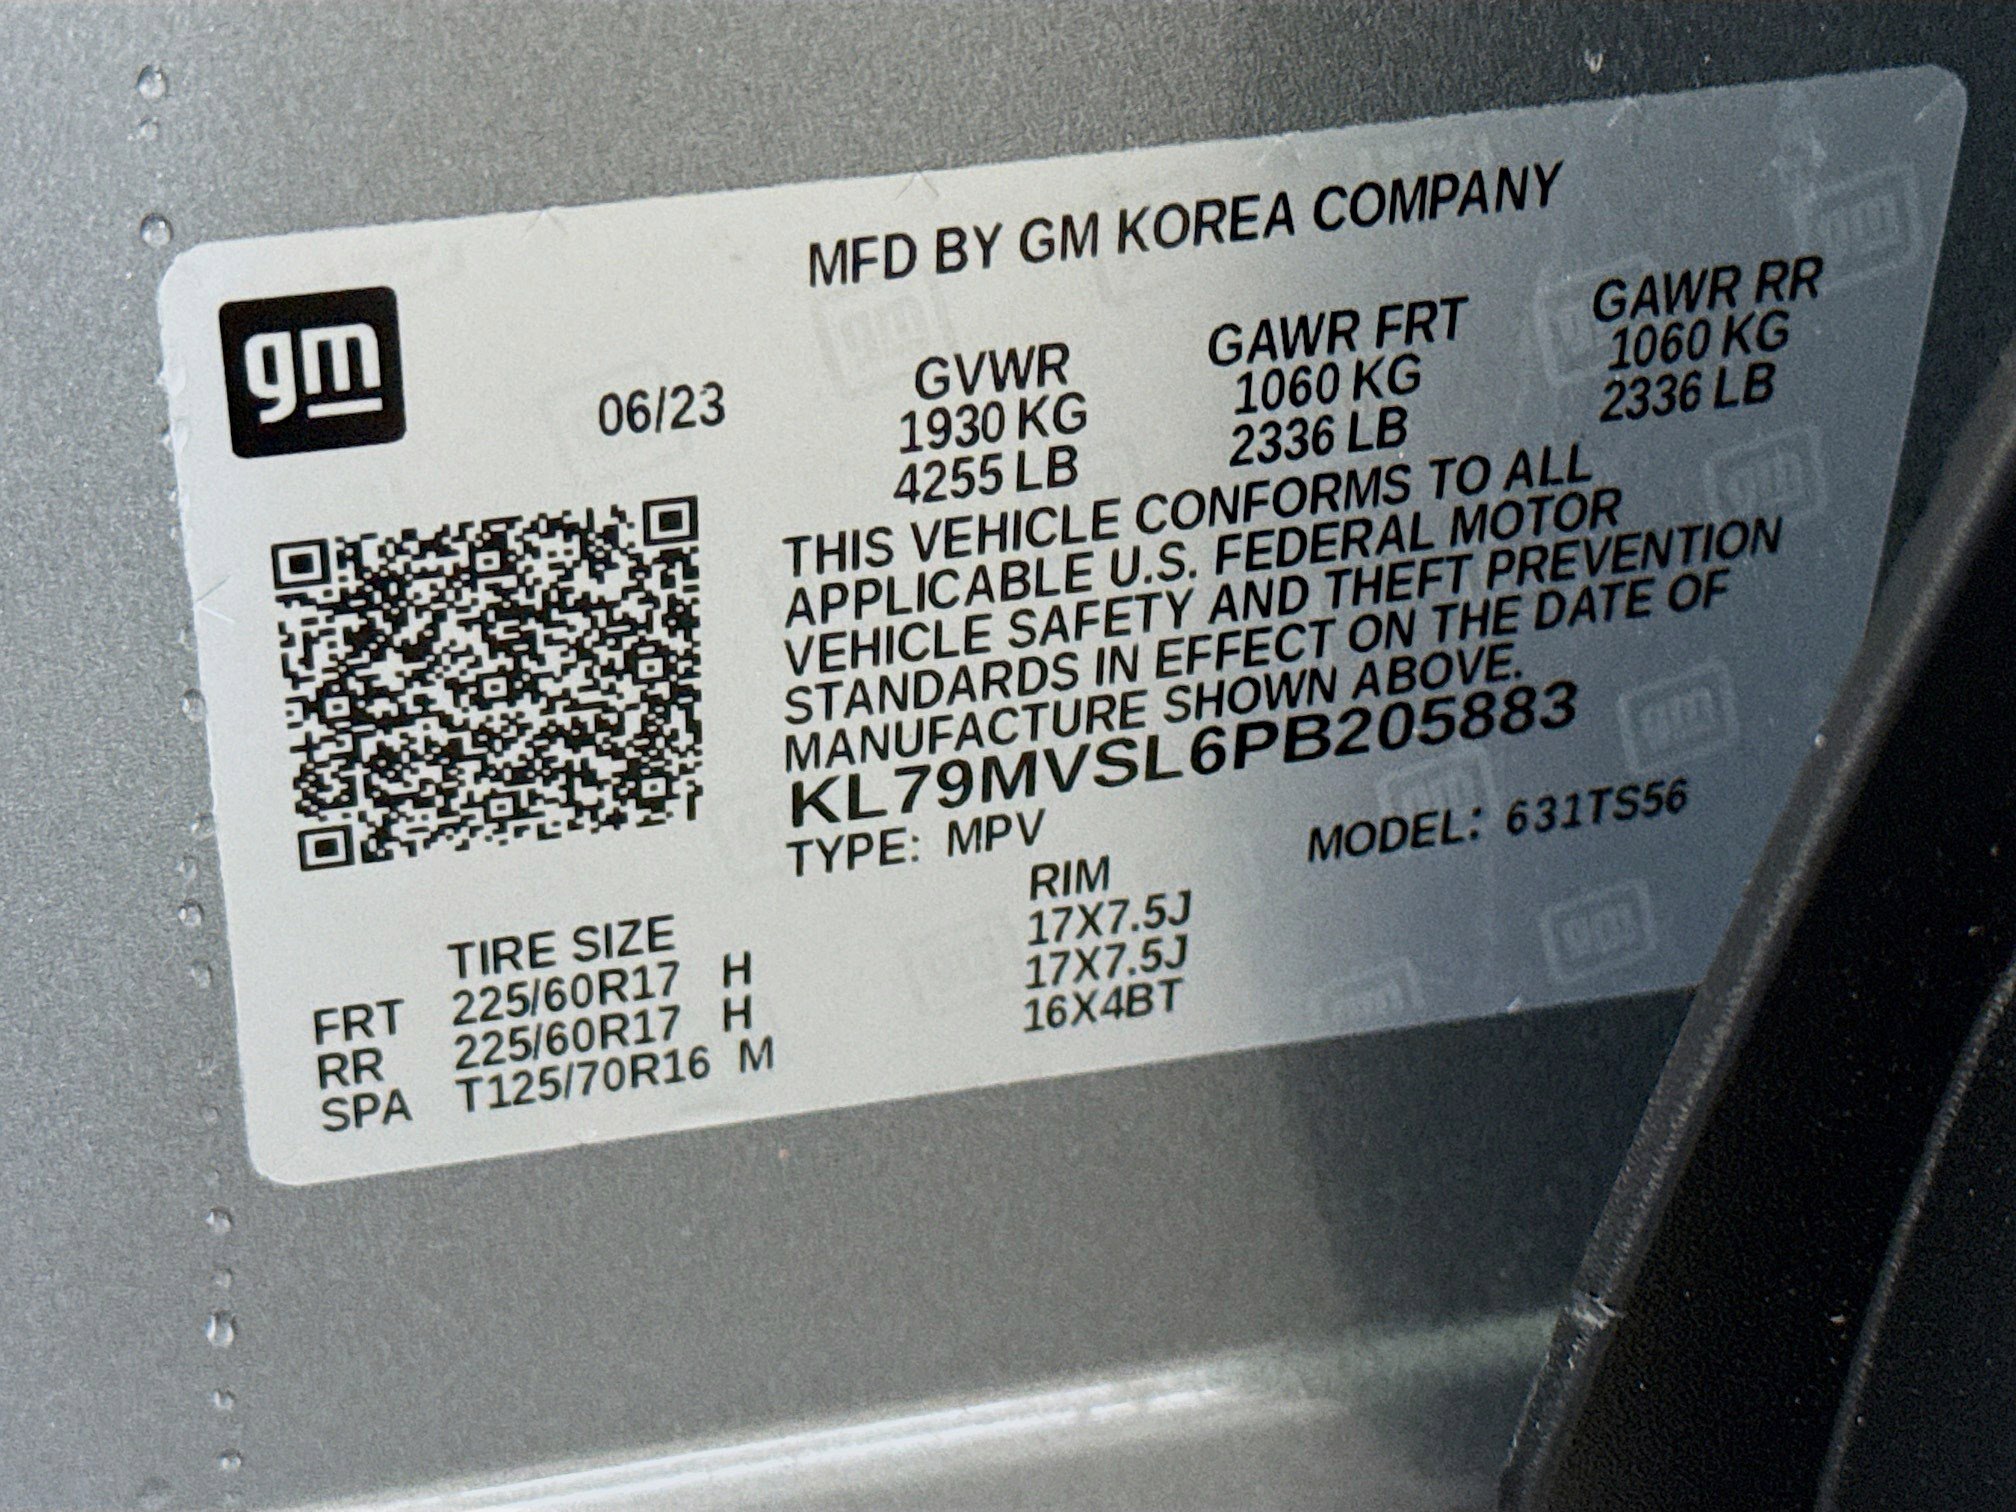 MFD BY GM KOREA COMPANY
gm
06/23
GVWR GAWR FRT GAWR RR
1930 KG 1060 KG 1060 KG
4255 LB 2336 LB 2336 LB
THIS VEHICLE CONFORMS TO ALL
APPLICABLE U.S. FEDERAL MOTOR
VEHICLE SAFETY AND THEFT PREVENTION
STANDARDS IN EFFECT ON THE DATE OF
MANUFACTURE SHOWN ABOVE.
KL79MVSL6PB205883
TYPE: MPV MODEL: 631TS56
TIRE SIZE RIM
FRT 225/60R17 H 17X7.5J
RR 225/60R17 H 17X7.5J
SPA T125/70R16 M 16X4BT